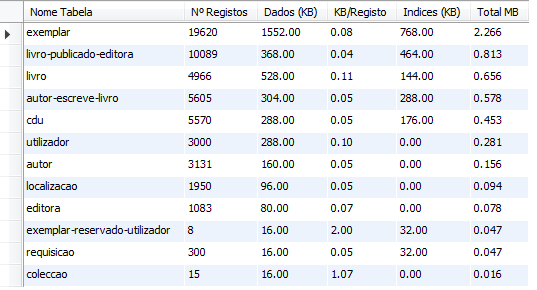 Nome Tabela Nº Registos Dados (KB) KB/Registo Indices (KB) Total MB
exemplar 19620 1552.00 0.08 768.00 2.266
livro-publicado-editora 10089 368.00 0.04 464.00 0.813
livro 4966 528.00 0.11 144.00 0.656
autor-escreve-livro 5605 304.00 0.05 288.00 0.578
cdu 5570 288.00 0.05 176.00 0.453
utilizador 3000 288.00 0.10 0.00 0.281
autor 3131 160.00 0.05 0.00 0.156
localizacao 1950 96.00 0.05 0.00 0.094
editora 1083 80.00 0.07 0.00 0.078
exemplar-reservado-utilizador 8 16.00 2.00 32.00 0.047
requisicao 300 16.00 0.05 32.00 0.047
coleccao 15 16.00 1.07 0.00 0.016